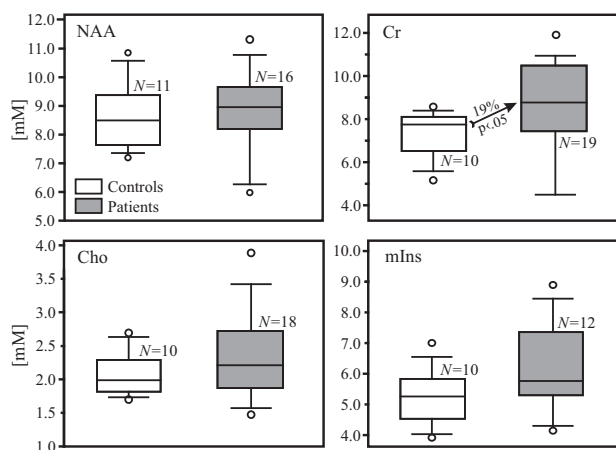 NAA
[mM]
12.0
11.0
10.0
9.0
8.0
7.0
6.0
5.0
N=11
N=16
Controls
Patients
Cr
12.0
10.0
8.0
6.0
4.0
19%
p<.05
N=10
N=19
Cho
[mM]
4.0
3.5
3.0
2.5
2.0
1.5
1.0
N=10
N=18
mIns
10.0
9.0
8.0
7.0
6.0
5.0
4.0
N=10
N=12